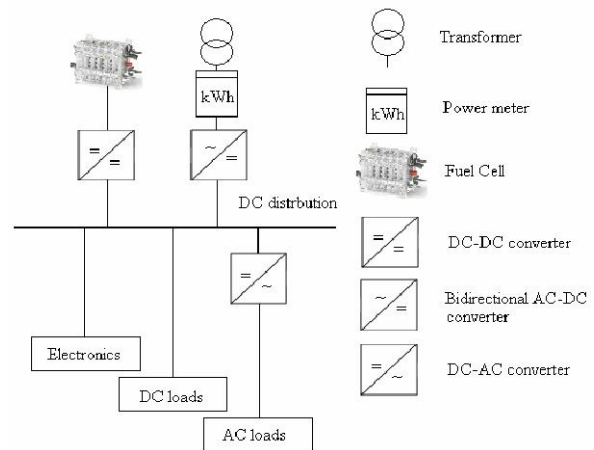 Transformer
kWh
kWh
Power meter
Fuel Cell
= =
~ =
DC distrbution
= =
DC-DC converter
= ~
~ =
Bidirectional AC-DC
converter
Electronics
= ~
DC-AC converter
DC loads
AC loads